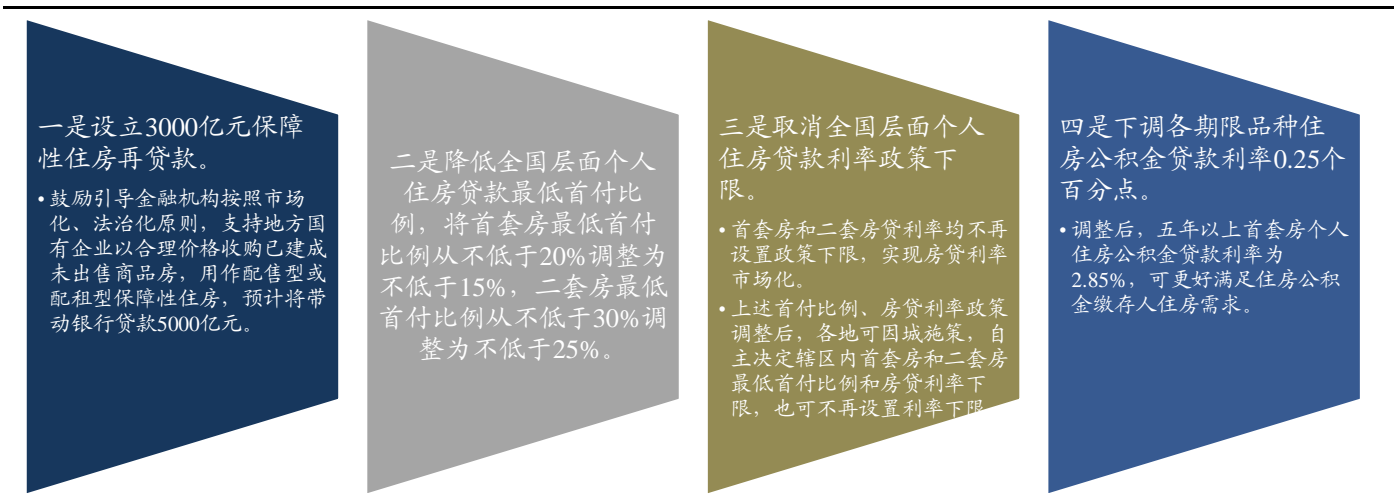 一是设立3000亿元保障
性住房再贷款。
•鼓励引导金融机构按照市场
化、法治化原则，支持地方国
有企业以合理价格收购已建成
未出售商品房，用作配售型或
配租型保障性住房，预计将带
动银行贷款5000亿元。
二是降低全国层面个人
住房贷款最低首付比
例，将首套房最低首付
比例从不低于20%调整为
不低于15%，二套房最低
首付比例从不低于30%调
整为不低于25%。
三是取消全国层面个人
住房贷款利率政策下
限。
•首套房和二套房贷利率均不再
设置政策下限，实现房贷利率
市场化。
•上述首付比例、房贷利率政策
调整后，各地可因城施策，自
主决定辖区内首套房和二套房
最低首付比例和房贷利率下
限，也可不再设置利率下限
四是下调各期限品种住
房公积金贷款利率0.25个
百分点。
•调整后，五年以上首套房个人
住房公积金贷款利率为
2.85%，可更好满足住房公积
金缴存人住房需求。